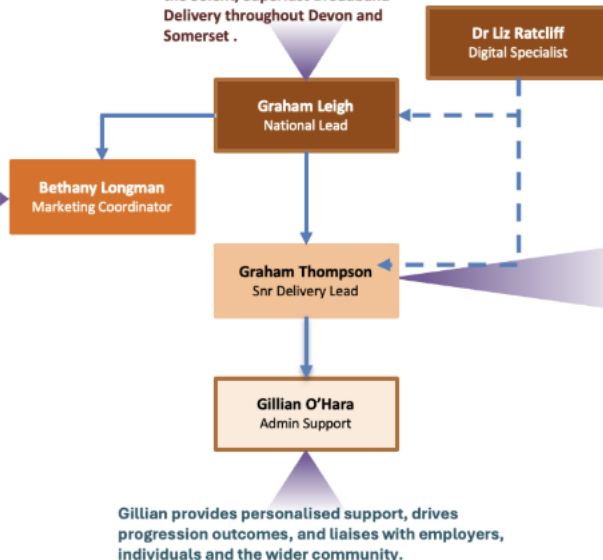 Delivery throughout Devon and
Somerset .
Dr Liz Ratcliff
Digital Specialist
Graham Leigh
National Lead
Bethany Longman
Marketing Coordinator
Graham Thompson
Snr Delivery Lead
Gillian O’Hara
Admin Support
Gillian provides personalised support, drives
progression outcomes, and liaises with employers,
individuals and the wider community.